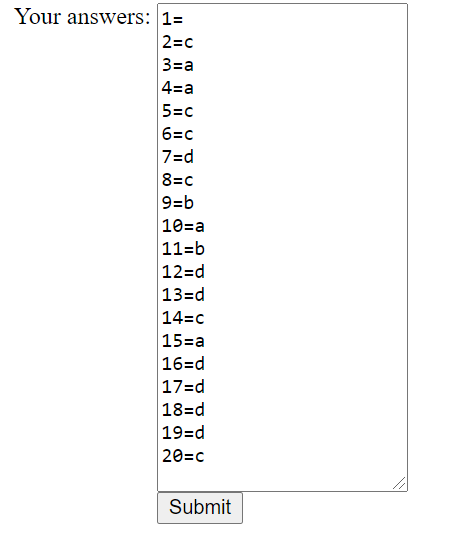 Your answers:
1=
2=c
3=a
4=a
5=c
6=c
7=d
8=c
9=b
10=a
11=b
12=d
13=d
14=c
15=a
16=d
17=d
18=d
19=d
20=c
Submit